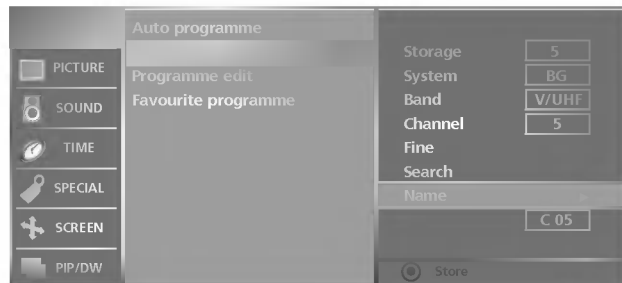 Auto programme
Programme edit
Favourite programme
PICTURE
SOUND
TIME
SPECIAL
SCREEN
PIP/DW
Storage 5
System BG
Band V/UHF
Channel 5
Fine
Search
Name
C 05
Store